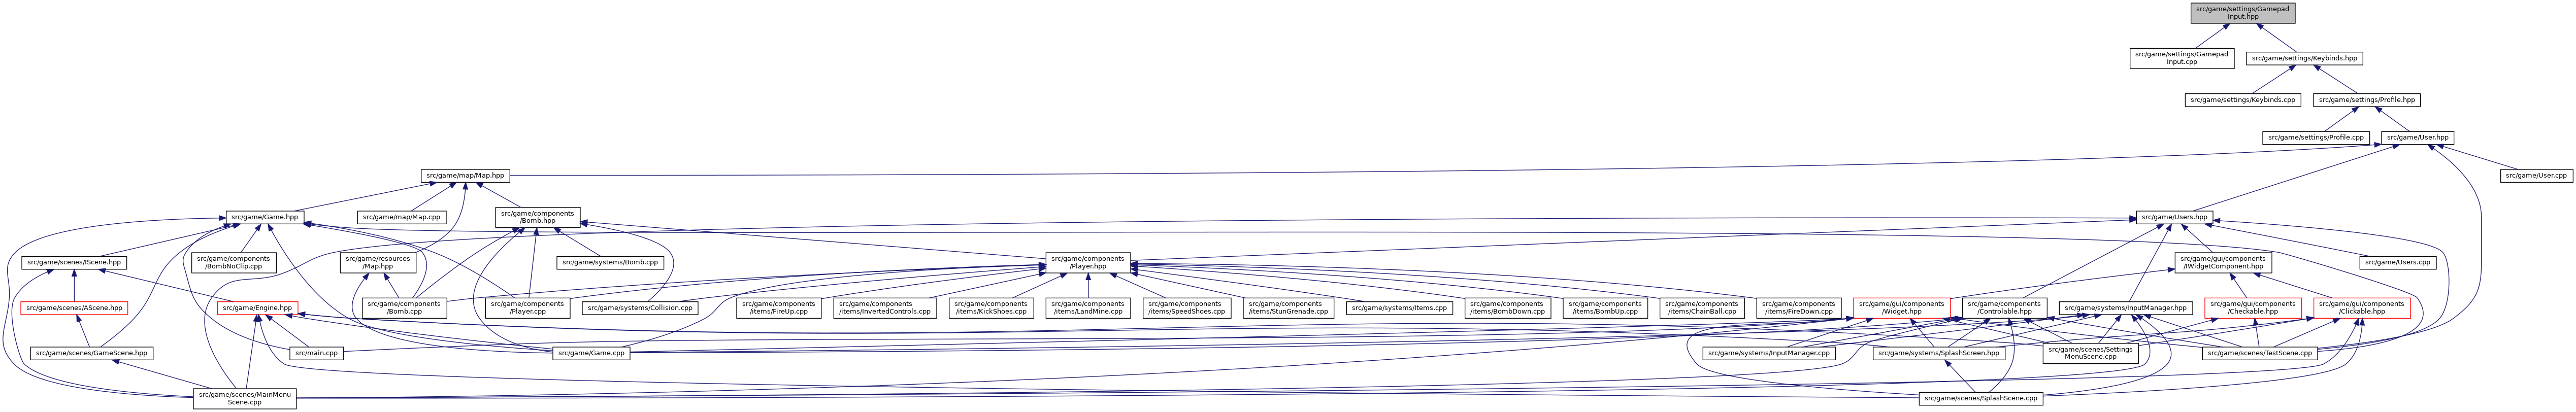 src/game/settings/Gamepad
Input.hpp
src/game/settings/Gamepad
Input.cpp
src/game/settings/Keybinds.hpp
src/game/settings/Keybinds.cpp
src/game/settings/Profile.hpp
src/game/settings/Profile.cpp
src/game/User.hpp
src/game/map/Map.hpp
src/game/User.cpp
src/game/Game.hpp
src/game/map/Map.cpp
src/game/components
/Bomb.hpp
src/game/Users.hpp
src/game/scenes/IScene.hpp
src/game/components
/BombNoClip.cpp
src/game/resources
/Map.hpp
src/game/systems/Bomb.cpp
src/game/components
/Player.hpp
src/game/gui/components
/WidgetComponent.hpp
src/game/Users.cpp
src/game/scenes/AScene.hpp
src/game/Engine.hpp
src/game/components
/Bomb.cpp
src/game/components
/Player.cpp
src/game/systems/Collision.cpp
src/game/components
/items/FireUp.cpp
src/game/components
/items/InvertedControls.cpp
src/game/components
/items/KickShoes.cpp
src/game/components
/items/LandMine.cpp
src/game/components
/items/SpeedShoes.cpp
src/game/components
/items/StunGrenade.cpp
src/game/systems/Items.cpp
src/game/components
/items/BombDown.cpp
src/game/components
/items/BombUp.cpp
src/game/components
/items/ChainBall.cpp
src/game/components
/items/FireDown.cpp
src/game/gui/components
/Widget.hpp
src/game/components
/Controlable.hpp
src/game/systems/InputManager.hpp
src/game/gui/components
/Checkable.hpp
src/game/gui/components
/Clickable.hpp
src/game/scenes/GameScene.hpp
src/main.cpp
src/game/Game.cpp
src/game/systems/InputManager.cpp
src/game/systems/SplashScreen.hpp
src/game/scenes/Settings
MenuScene.cpp
src/game/scenes/TestScene.cpp
src/game/scenes/MainMenu
Scene.cpp
src/game/scenes/SplashScene.cpp